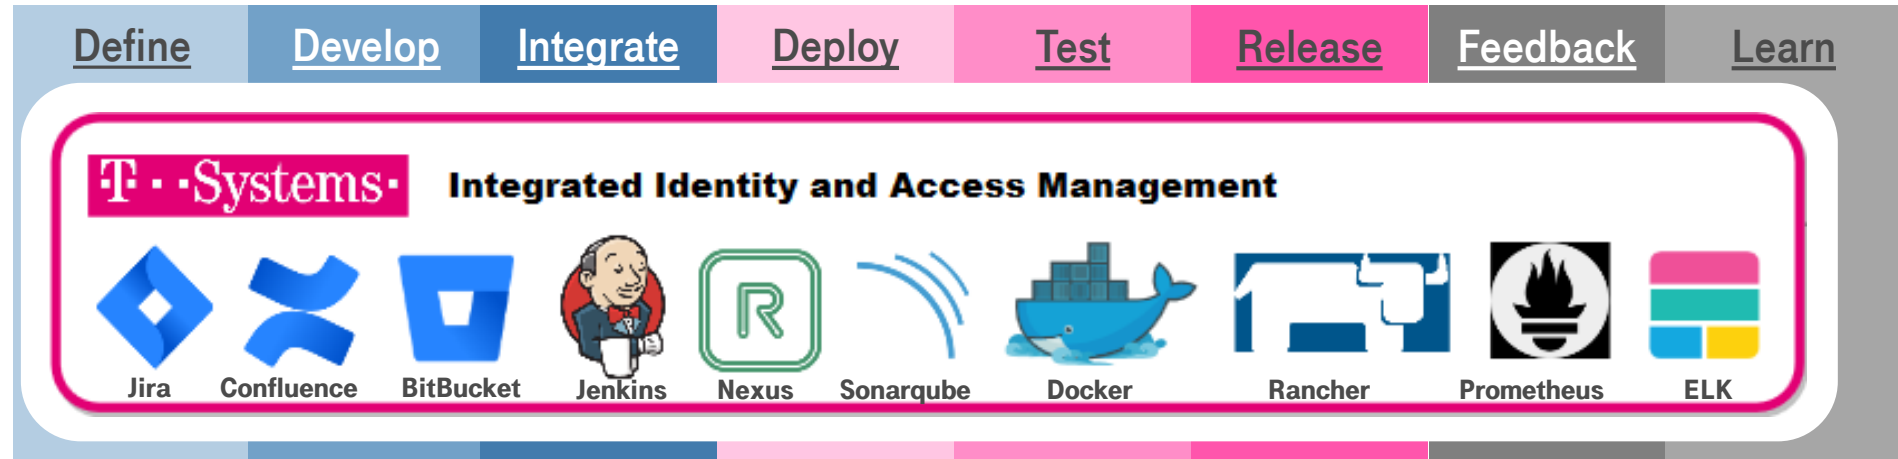 Define Develop Integrate Deploy Test Release Feedback Learn
T··Systems· Integrated Identity and Access Management
R
Jira Confluence BitBucket Jenkins Nexus Sonarqube Docker Rancher Prometheus ELK